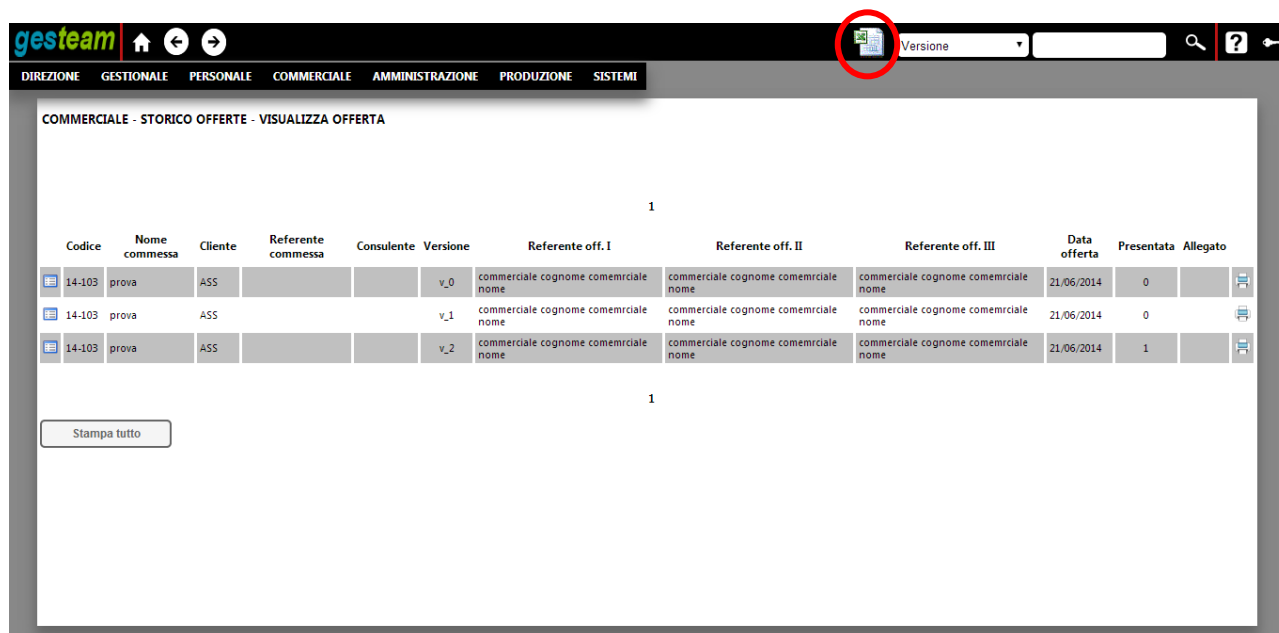 gesteam Versione ?
DIREZIONE GESTIONALE PERSONALE COMMERCIALE AMMINISTRAZIONE PRODUZIONE SISTEMI
COMMERCIALE - STORICO OFFERTE - VISUALIZZA OFFERTA
1
Codice Nome commessa Cliente Referente commessa Consulente Versione Referente off. I Referente off. II Referente off. III Data offerta Presentata Allegato
14-103 prova ASS v_0 commerciale cognome comemrciale nome commerciale cognome comemrciale nome commerciale cognome comemrciale nome 21/06/2014 0
14-103 prova ASS v_1 commerciale cognome comemrciale nome commerciale cognome comemrciale nome commerciale cognome comemrciale nome 21/06/2014 0
14-103 prova ASS v_2 commerciale cognome comemrciale nome commerciale cognome comemrciale nome commerciale cognome comemrciale nome 21/06/2014 1
1
Stampa tutto